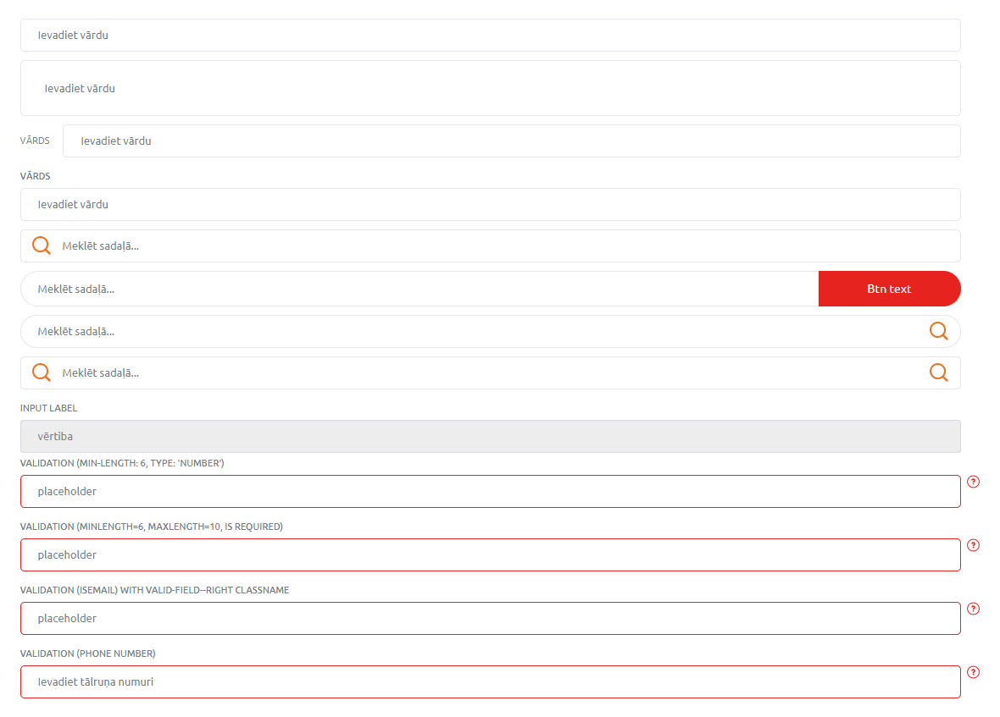 Ievadiet vārdu
Ievadiet vārdu
VĀRDS Ievadiet vārdu
VĀRDS
Ievadiet vārdu
Meklēt sadaļā...
Meklēt sadaļā... Btn text
Meklēt sadaļā...
Meklēt sadaļā...
INPUT LABEL
vērtiba
VALIDATION (MIN-LENGTH: 6, TYPE: 'NUMBER')
placeholder
VALIDATION (MINLENGTH=6, MAXLENGTH=10, IS REQUIRED)
placeholder
VALIDATION (ISEMAIL) WITH VALID-FIELD--RIGHT CLASSNAME
placeholder
VALIDATION (PHONE NUMBER)
Ievadiet tālruņa numuri